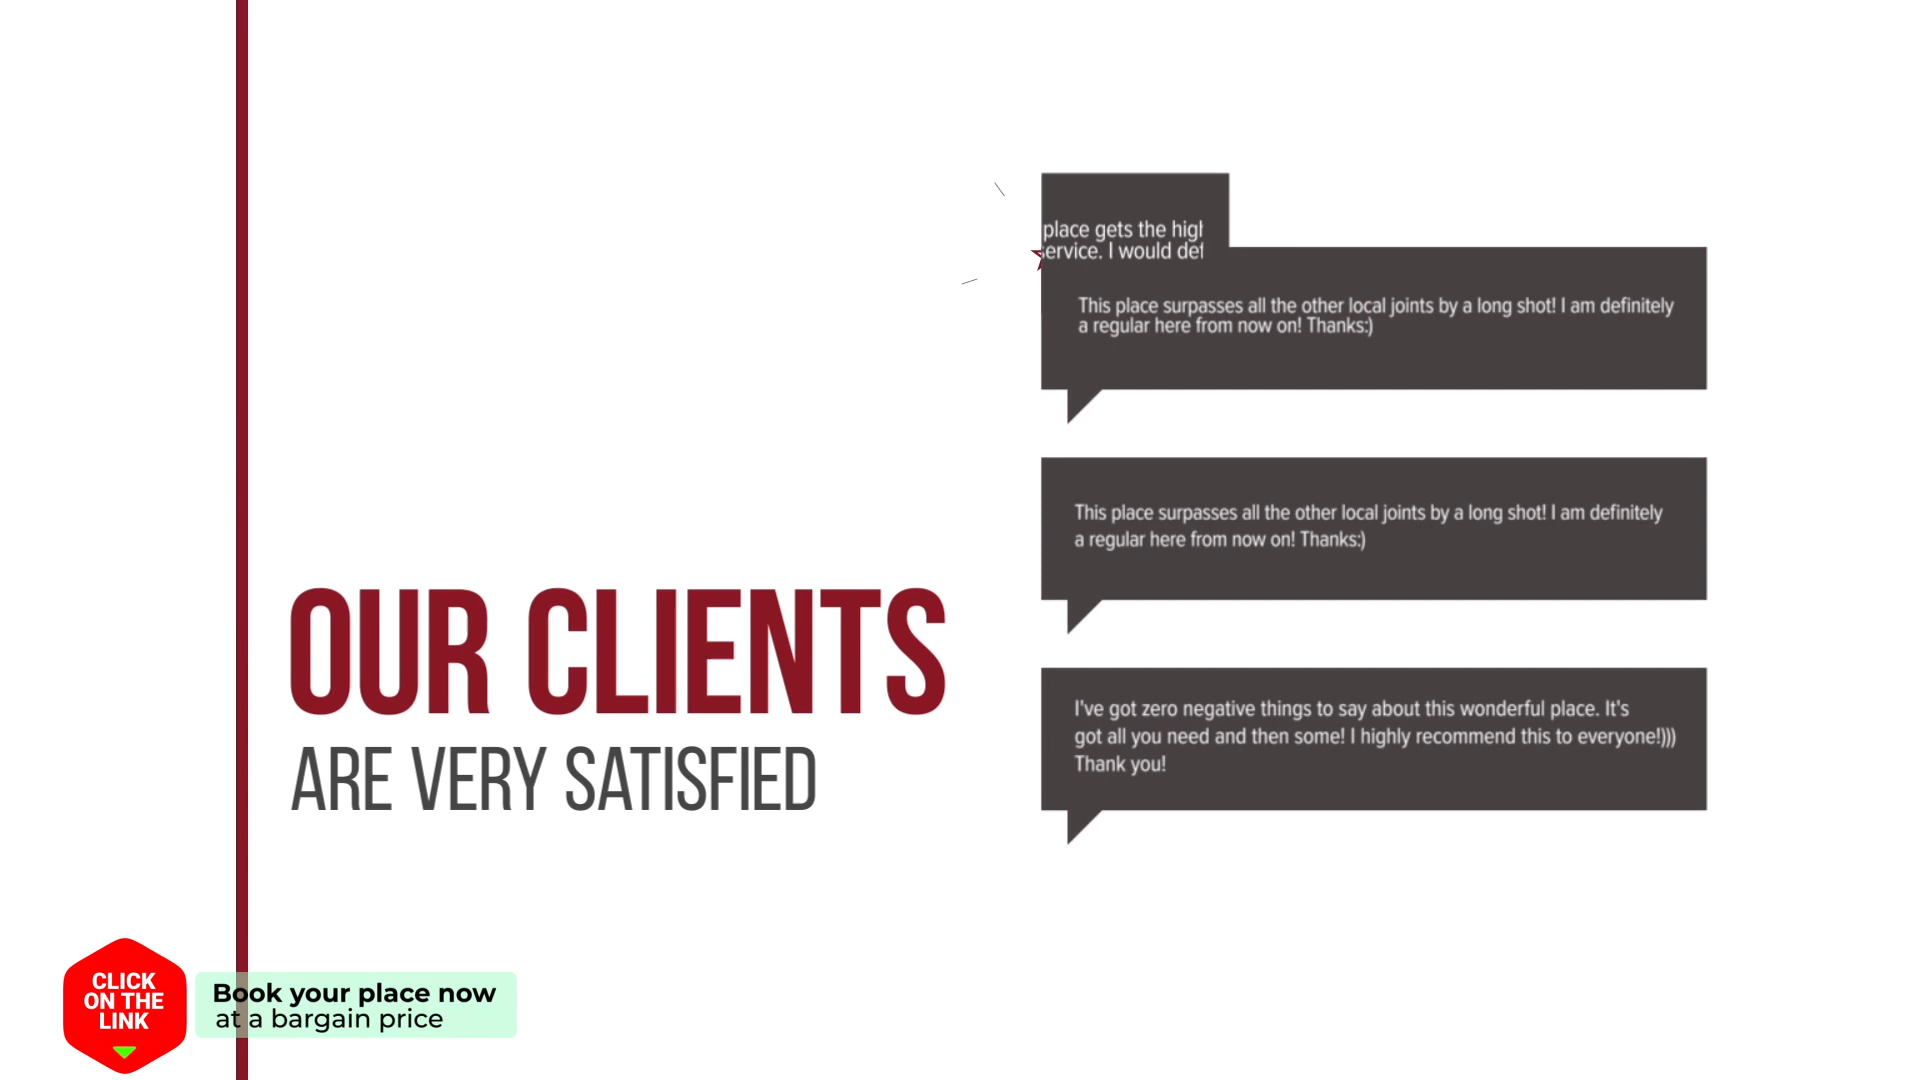 OUR CLIENTS
ARE VERY SATISFIED
place gets the
I would
This place surpasses all the other local joints by a long shot! I am definitely
a regular here from now on! Thanks:)
This place surpasses all the other local joints by a long shot! I am definitely
a regular here from now on! Thanks:)
I've got zero negative things to say about this wonderful place. It's
got all you need and then some! I highly recommend this to everyone!)))
Thank you!
CLICK
ON THE
LINK
Book your place now
at a bargain price